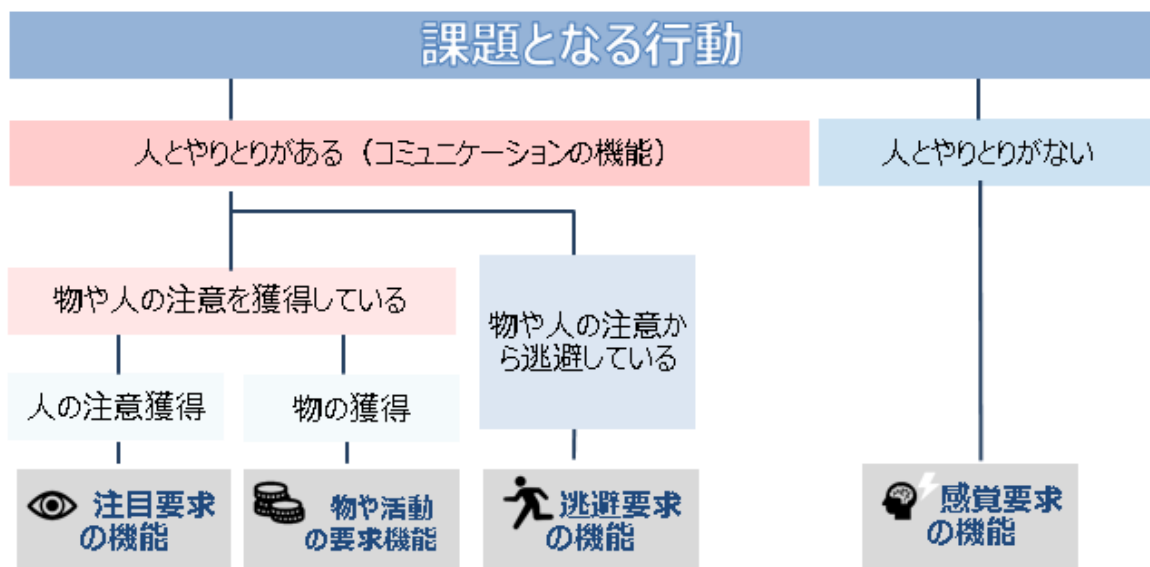 課題となる行動
人とやりとりがある（コミュニケーションの機能）
人とやりとりがない
物や人の注意を獲得している
物や人の注意か
ら逃避している
人の注意獲得
物の獲得
注目要求
の機能
物や活動
の要求機能
逃避要求
の機能
感覚要求
の機能